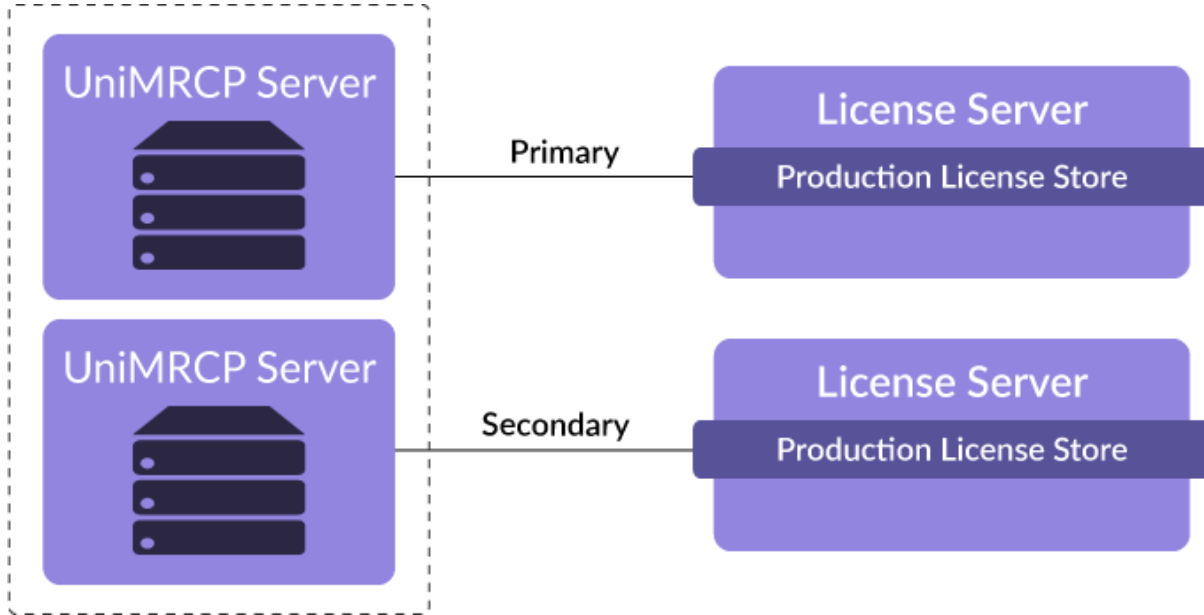 UniMRCP Server
Primary
License Server
Production License Store
UniMRCP Server
Secondary
License Server
Production License Store